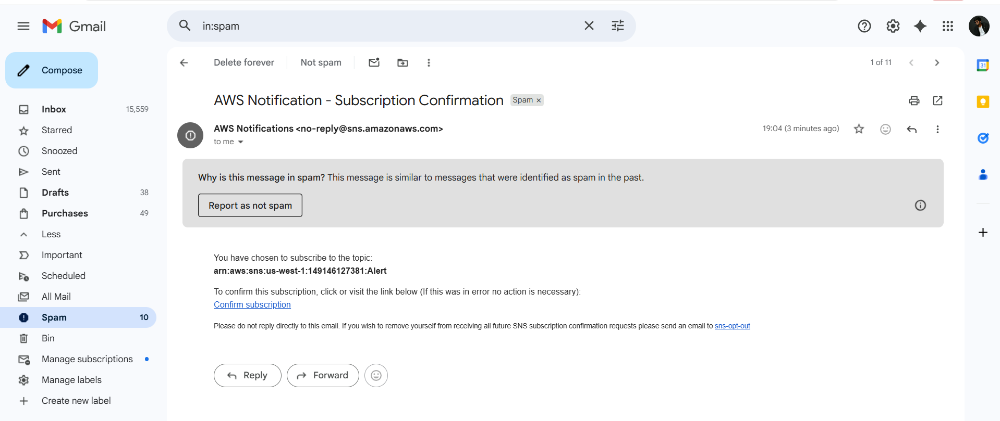 Gmail
in:spam
Compose
Delete forever
Not spam
1 of 11
31
Inbox 15,559
Starred
Snoozed
Sent
Drafts 38
Purchases 49
Less
Important
Scheduled
All Mail
Spam 10
Bin
Manage subscriptions
Manage labels
Create new label
AWS Notification - Subscription Confirmation
Spam ×
AWS Notifications <no-reply@sns.amazonaws.com>
19:04 (3 minutes ago)
to me
Why is this message in spam? This message is similar to messages that were identified as spam in the past.
Report as not spam
You have chosen to subscribe to the topic:
arn:aws:sns:us-west-1:149146127381:Alert
To confirm this subscription, click or visit the link below (If this was in error no action is necessary):
Confirm subscription
Please do not reply directly to this email. If you wish to remove yourself from receiving all future SNS subscription confirmation requests please send an email to sns-opt-out
Reply
Forward